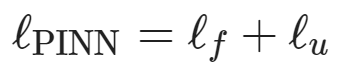 ℓ_PINN = ℓ_f + ℓ_u